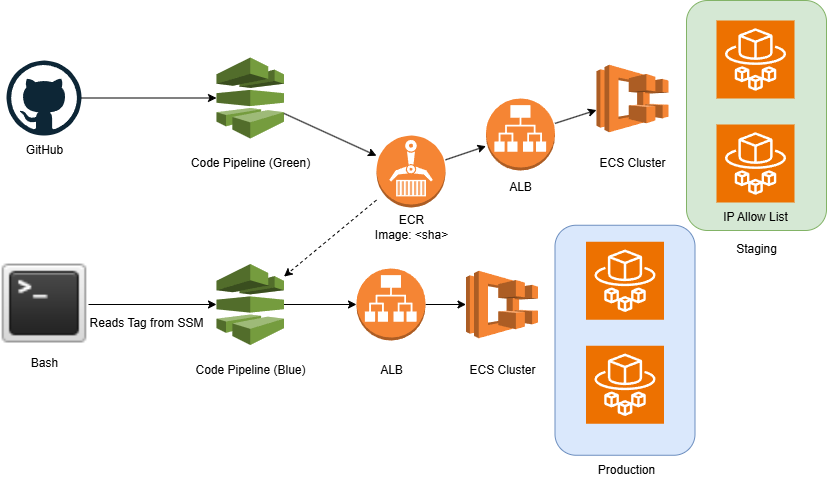 GitHub
Code Pipeline (Green)
ECR
Image: <sha>
ALB
ECS Cluster
IP Allow List
Staging
>_
Bash
Reads Tag from SSM
Code Pipeline (Blue)
ALB
ECS Cluster
Production